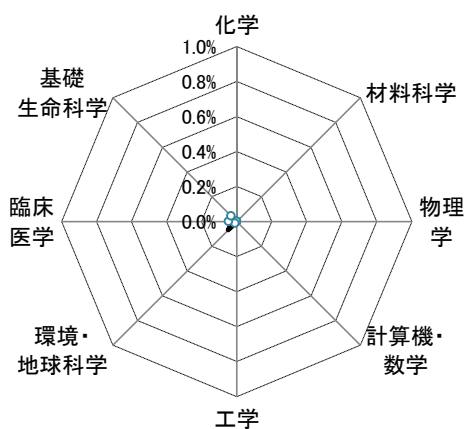 化学
1.0%
基礎
生命科学
0.8%
材料科学
0.6%
0.4%
0.2%
臨床
医学
0.0%
物理
学
環境・
地球科学
計算機・
数学
工学